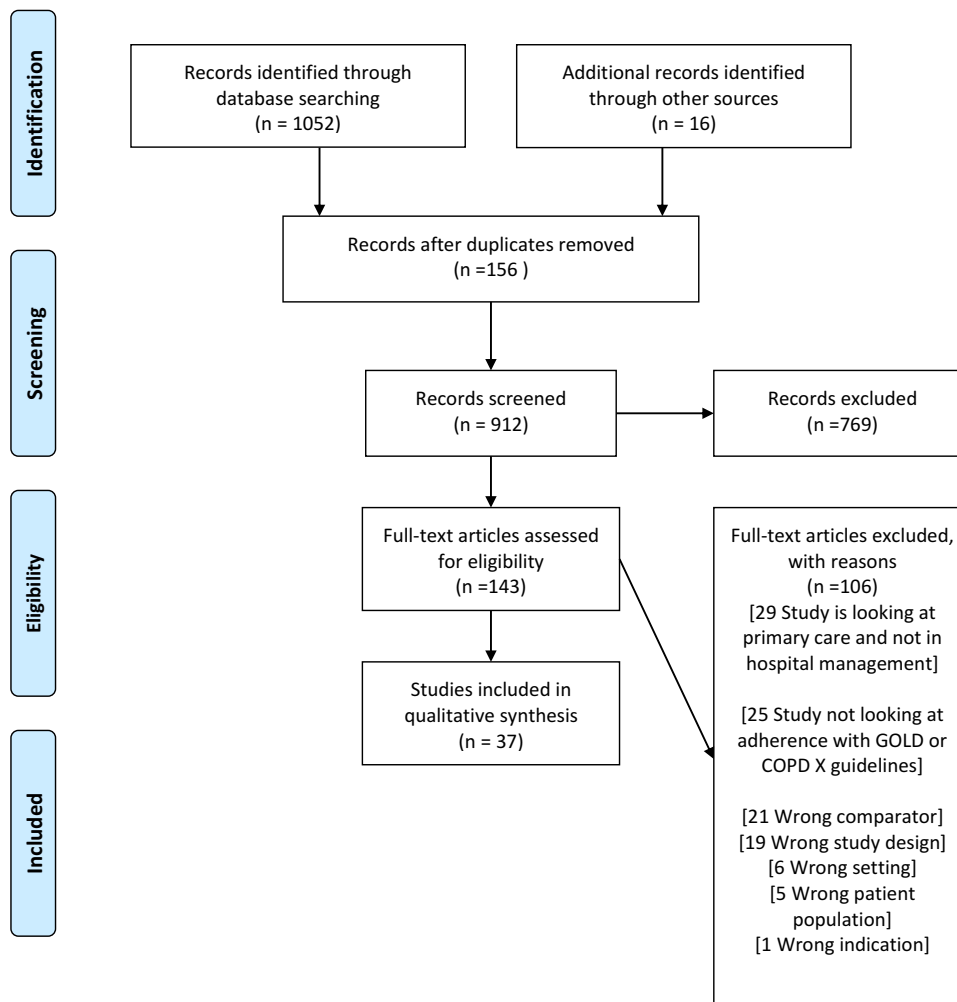 Identification
Records identified through
database searching
(n = 1052)
Additional records identified
through other sources
(n = 16)
Records after duplicates removed
(n =156 )
Screening
Records screened
(n = 912)
Records excluded
(n =769)
Eligibility
Full-text articles assessed
for eligibility
(n =143)
Full-text articles excluded,
with reasons
(n =106)
[29 Study is looking at
primary care and not in
hospital management]
[25 Study not looking at
adherence with GOLD or
COPD X guidelines]
[21 Wrong comparator]
[19 Wrong study design]
[6 Wrong setting]
[5 Wrong patient
population]
[1 Wrong indication]
Included
Studies included in
qualitative synthesis
(n = 37)